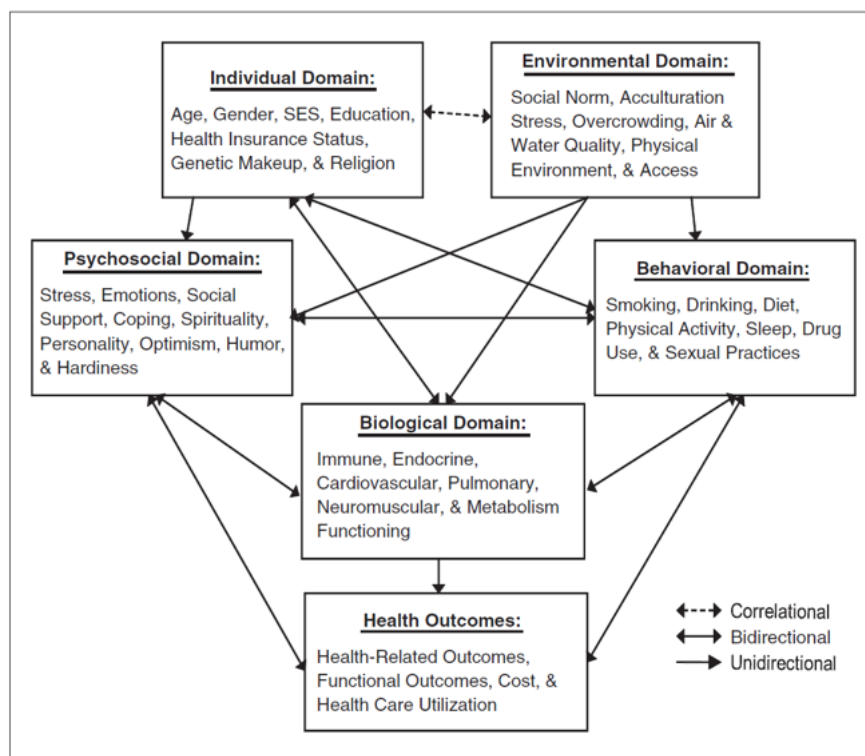 Individual Domain:
Age, Gender, SES, Education,
Health Insurance Status,
Genetic Makeup, & Religion
Environmental Domain:
Social Norm, Acculturation
Stress, Overcrowding, Air &
Water Quality, Physical
Environment, & Access
Psychosocial Domain:
Stress, Emotions, Social
Support, Coping, Spirituality,
Personality, Optimism, Humor,
& Hardiness
Behavioral Domain:
Smoking, Drinking, Diet,
Physical Activity, Sleep, Drug
Use, & Sexual Practices
Biological Domain:
Immune, Endocrine,
Cardiovascular, Pulmonary,
Neuromuscular, & Metabolism
Functioning
Health Outcomes:
Health-Related Outcomes,
Functional Outcomes, Cost, &
Health Care Utilization
Correlational
Bidirectional
Unidirectional